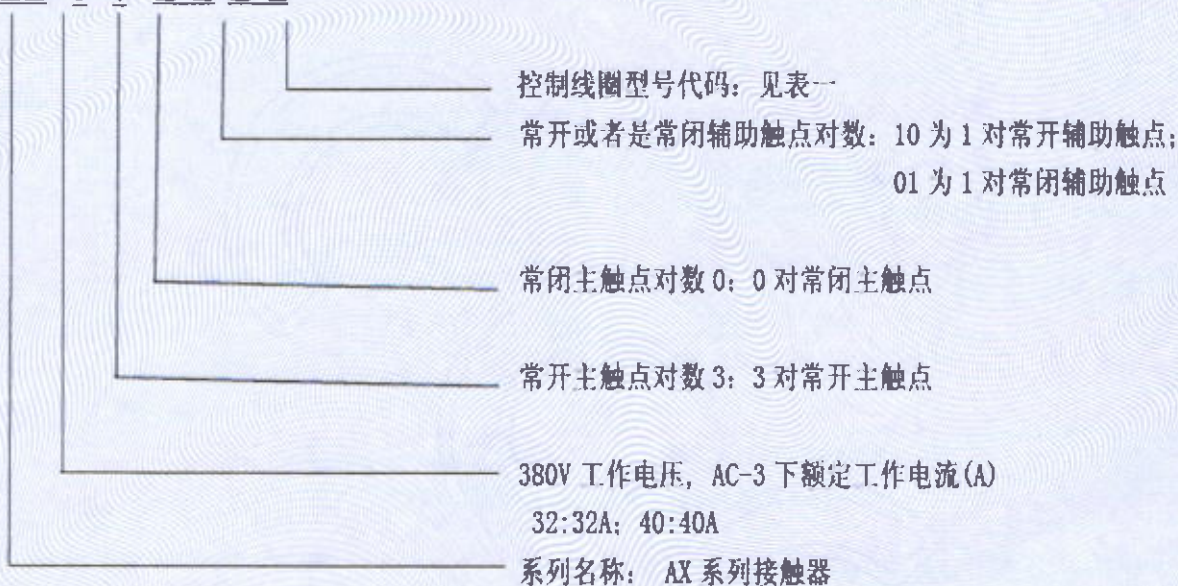 控制线圈型号代码：见表一
常开或者是常闭辅助触点对数：10 为 1 对常开辅助触点；
01 为 1 对常闭辅助触点
常闭主触点对数 0：0 对常闭主触点
常开主触点对数 3：3 对常开主触点
380V 工作电压，AC-3 下额定工作电流(A)
32:32A；40:40A
系列名称： AX 系列接触器